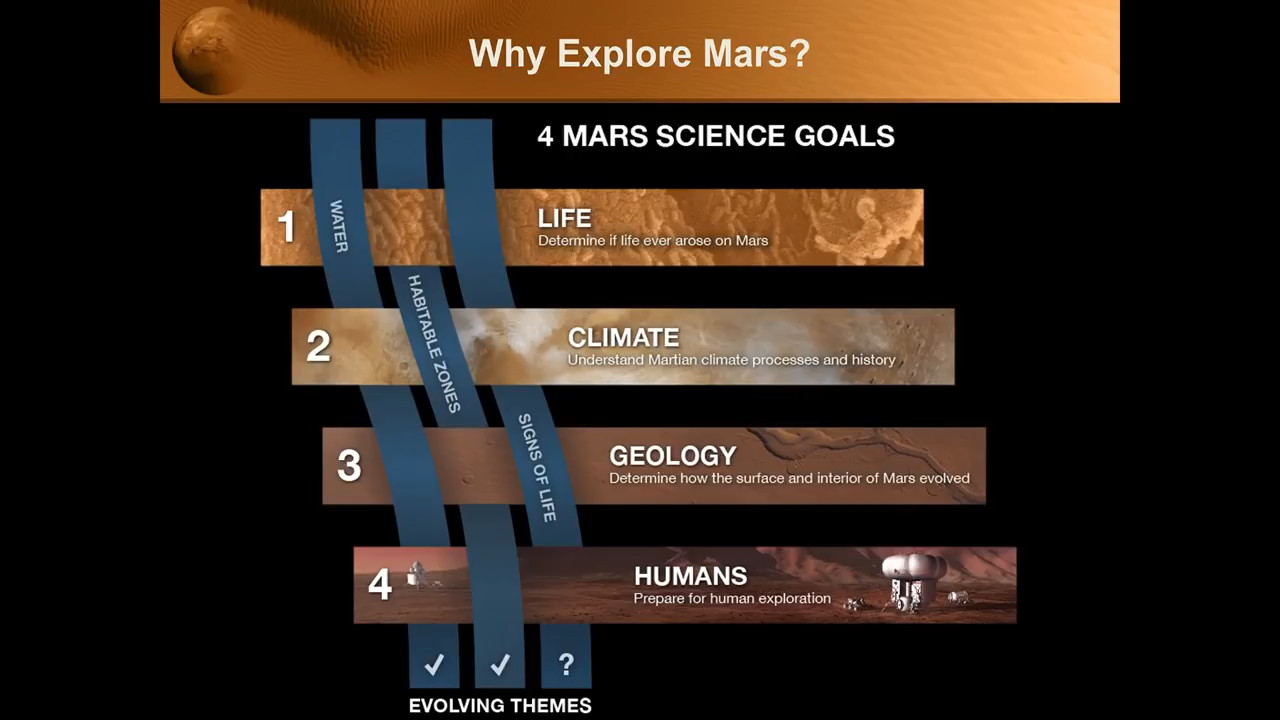 Why Explore Mars?
4 MARS SCIENCE GOALS
1
WATER
LIFE
Determine if life ever arose on Mars
HABITABLE ZONES
2
CLIMATE
Understand Martian climate processes and history
SIGNS OF LIFE
3
GEOLOGY
Determine how the surface and interior of Mars evolved
4
HUMANS
Prepare for human exploration
✓ ✓ ?
EVOLVING THEMES